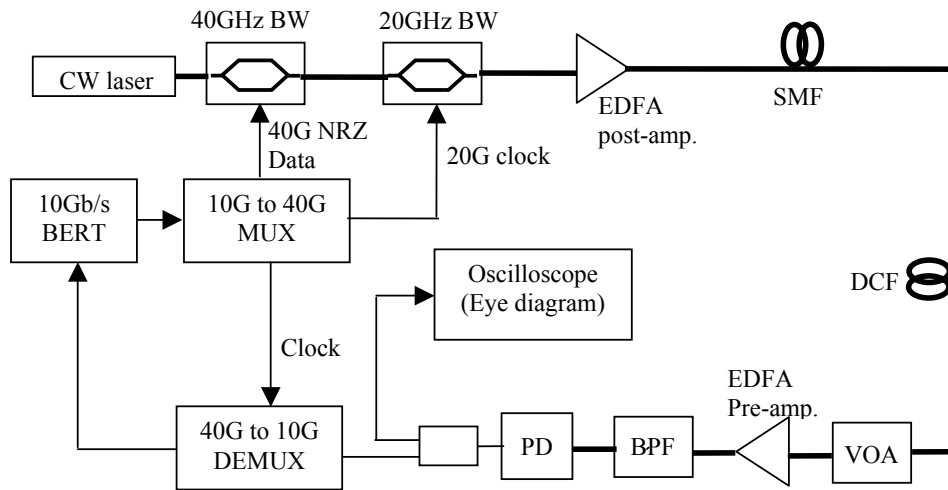 40GHz BW
20GHz BW
CW laser
EDFA
post-amp.
SMF
40G NRZ
Data
20G clock
10Gb/s
BERT
10G to 40G
MUX
Oscilloscope
(Eye diagram)
DCF
Clock
EDFA
Pre-amp.
40G to 10G
DEMUX
PD
BPF
VOA